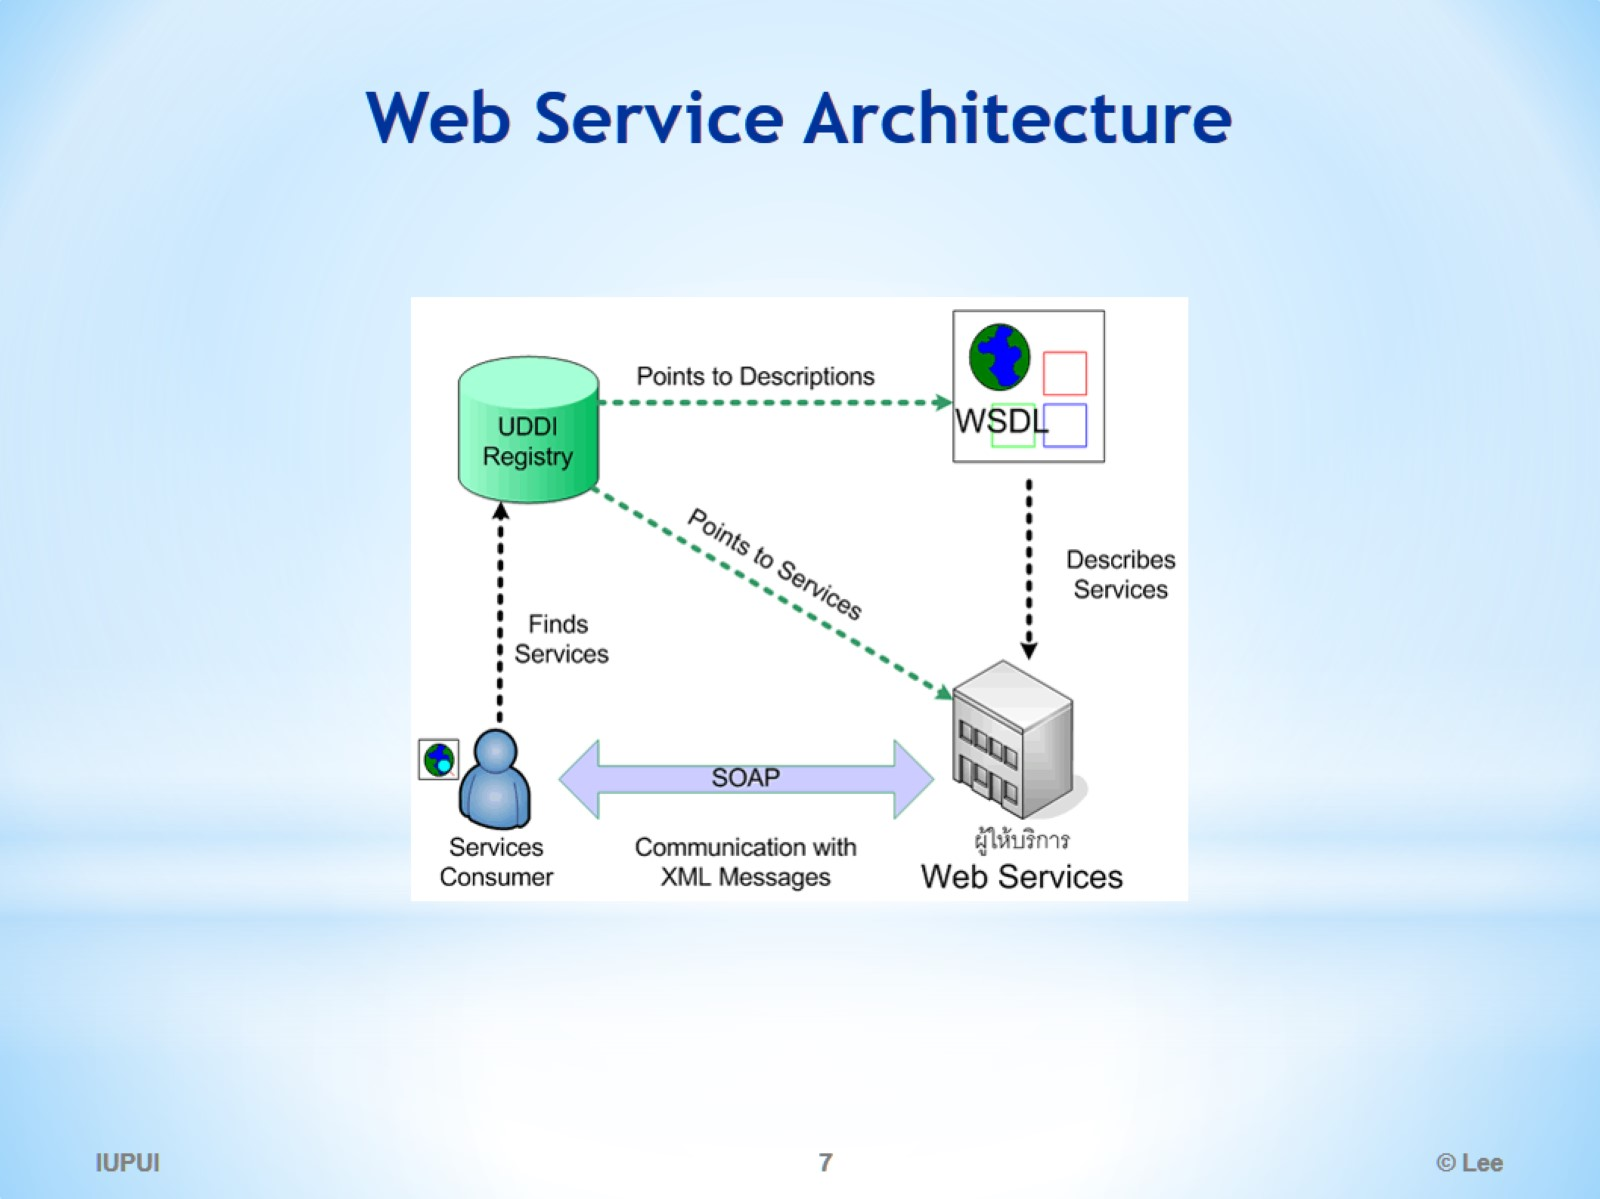 Web Service Architecture
Points to Descriptions
UDDI
Registry
WSDL
Points to Services
Describes
Services
Finds
Services
SOAP
Services
Consumer
Communication with
XML Messages
ผู้ให้บริการ
Web Services
IUPUI
7
© Lee